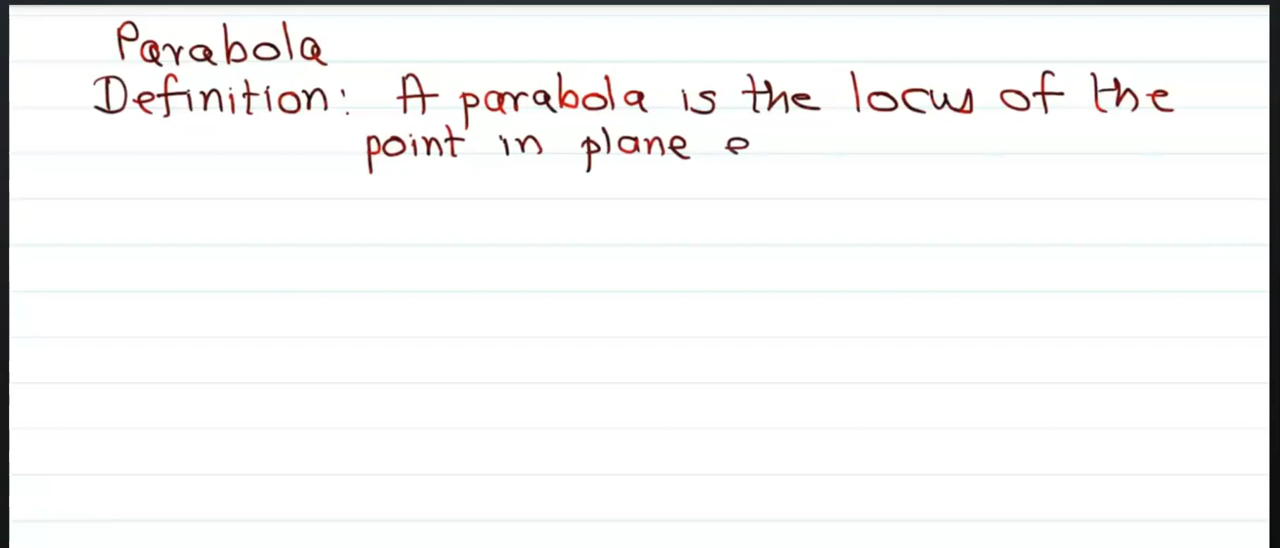 Parabola
Definition: A parabola is the locus of the
point in plane e